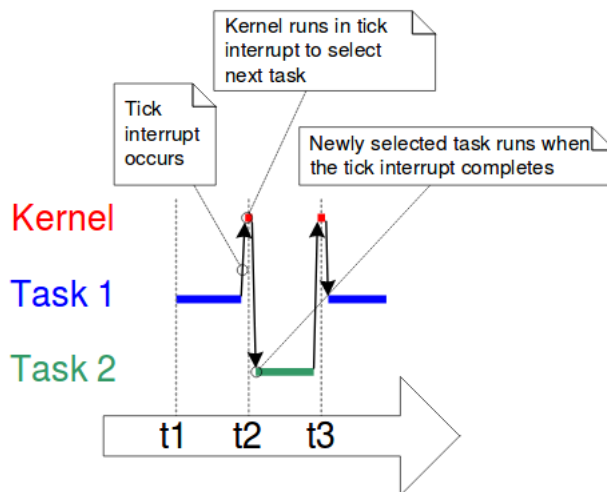 Kernel runs in tick
interrupt to select
next task
Tick
interrupt
occurs
Newly selected task runs when
the tick interrupt completes
Kernel
Task 1
Task 2
t1 t2 t3